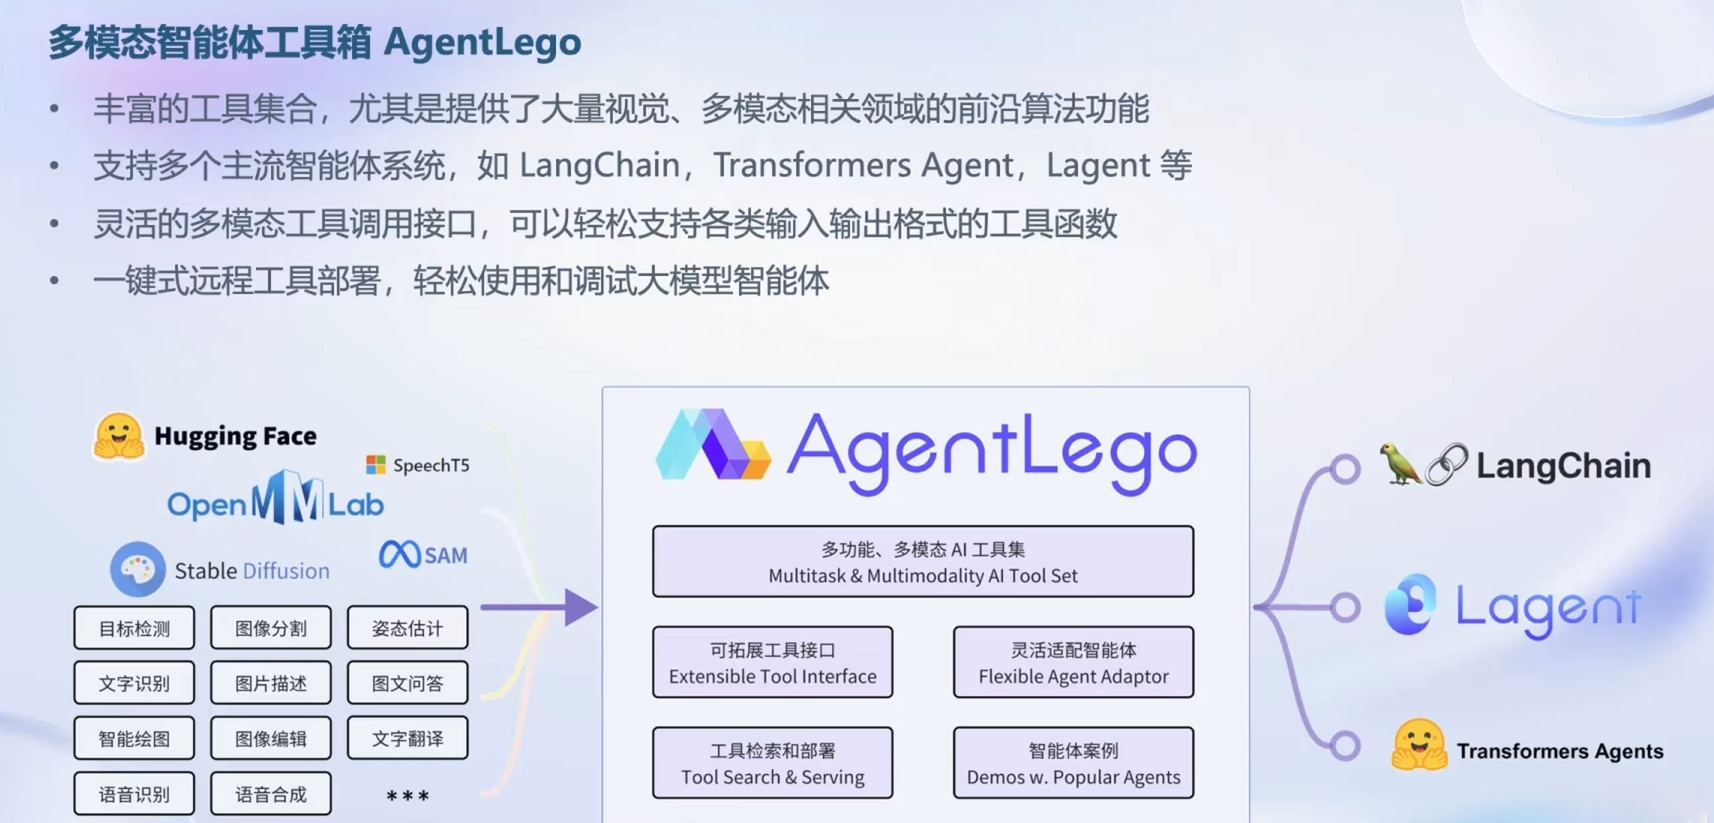 多模态智能体工具箱 AgentLego
• 丰富的工具集合，尤其是提供了大量视觉、多模态相关领域的前沿算法功能
• 支持多个主流智能体系统，如 LangChain，Transformers Agent，Lagent 等
• 灵活的多模态工具调用接口，可以轻松支持各类输入输出格式的工具函数
• 一键式远程工具部署，轻松使用和调试大模型智能体
Hugging Face
SpeechT5
OpenMMLab
Stable Diffusion
SAM
目标检测
图像分割
姿态估计
文字识别
图片描述
图文问答
智能绘图
图像编辑
文字翻译
语音识别
语音合成
***
AgentLego
多功能、多模态 AI 工具集
Multitask & Multimodality AI Tool Set
可拓展工具接口
Extensible Tool Interface
灵活适配智能体
Flexible Agent Adaptor
工具检索和部署
Tool Search & Serving
智能体案例
Demos w. Popular Agents
LangChain
Lagent
Transformers Agents